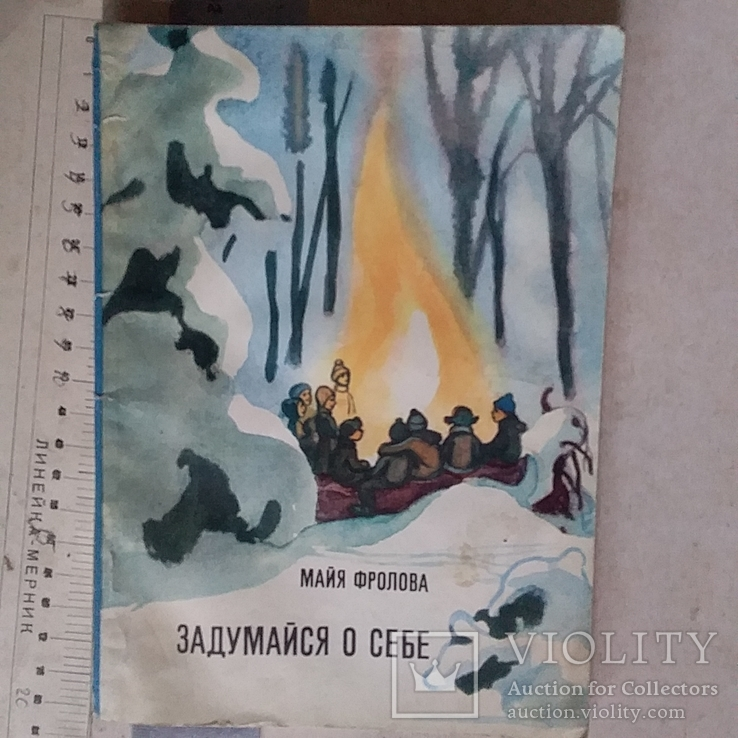 МАЙЯ ФРОЛОВА
ЗАДУМАЙСЯ О СЕБЕ
ЛИНЕЙКА-МЕРНИК
VIOLITY
Auction for Collectors
auction.violity.com